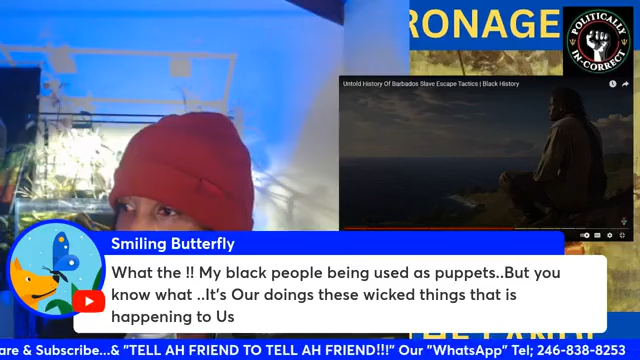 RONAGE
POLITICALLY
IN-CORRECT
Untold History Of Barbados Slave Escape Tactics | Black History
Smiling Butterfly
What the !! My black people being used as puppets..But you
know what ..It's Our doings these wicked things that is
happening to Us
are & Subscribe...& "TELL AH FRIEND TO TELL AH FRIEND!!!" Our "WhatsApp" Tel; 246-838-8253